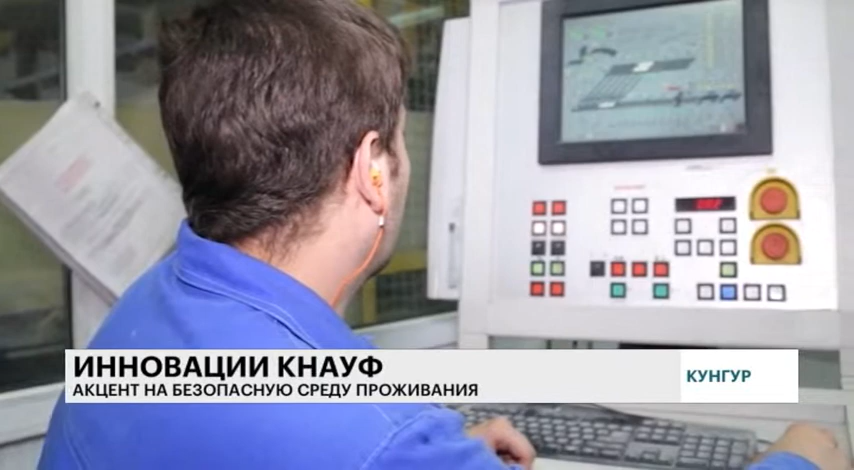 ИННОВАЦИИ КНАУФ
АКЦЕНТ НА БЕЗОПАСНУЮ СРЕДУ ПРОЖИВАНИЯ
КУНГУР